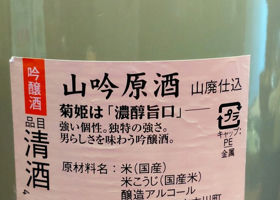 吟醸酒
山吟原酒 山廃仕込
菊姫は「濃醇旨口」
強い個性。独特の強さ。
男らしさを味わう吟醸酒。
プラ
キャップ:
PE
金属
品目
清酒
原材料名:米(国産)
米こうじ(国産米)
醸造アルコール